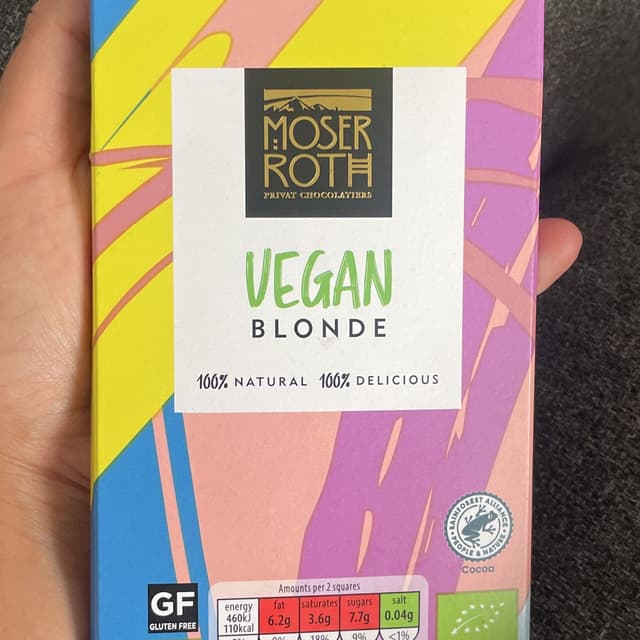 MOSER
ROTH
PRIVAT CHOCOLATIERS
VEGAN
BLONDE
100% NATURAL 100% DELICIOUS
RAINFOREST ALLIANCE
PEOPLE & NATURE
Cocoa
GF
GLUTEN FREE
Amounts per 2 squares
energy fat saturates sugars salt
460kJ 6.2g 3.6g 7.7g 0.04g
110kcal
18% 9% <1%